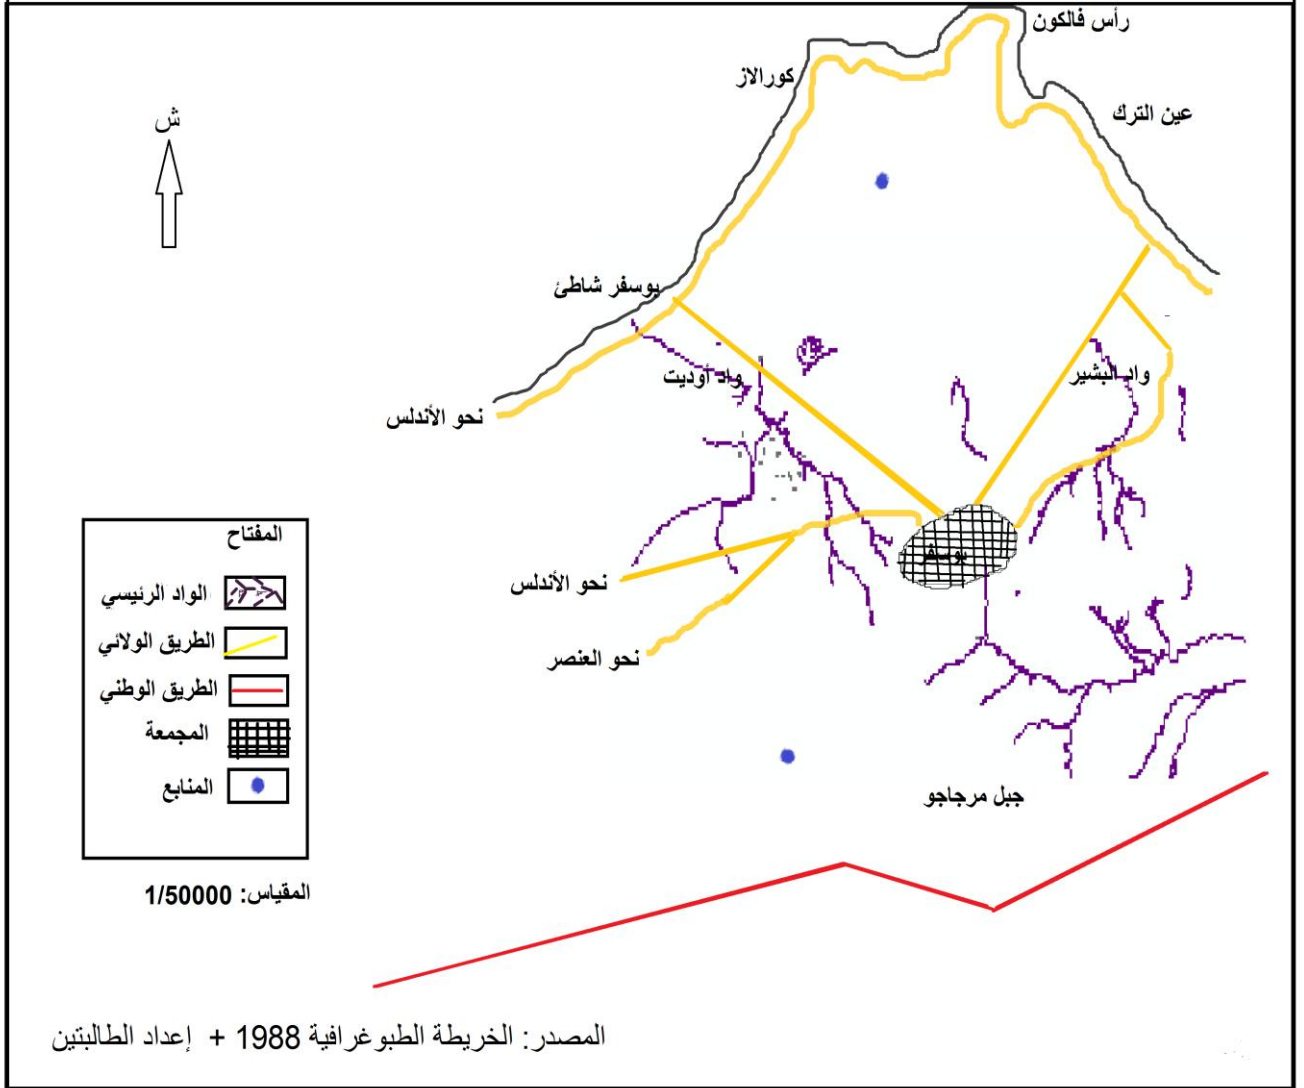 رأس فالكون
كورالاز
عين الترك
ش
بوسفر شاطئ
واد أوديت
واد البشير
نحو الأندلس
بوسفر
نحو الأندلس
نحو العنصر
المفتاح
الواد الرئيسي
الطريق الولائي
الطريق الوطني
المجمعة
المنابع
جبل مرجاجو
المقياس: 1/50000
المصدر: الخريطة الطبوغرافية 1988 + إعداد الطالبتين